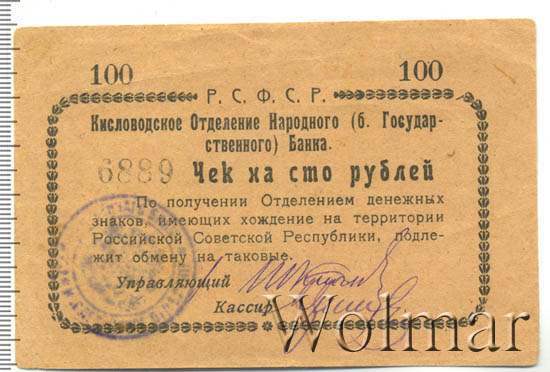 100 100
Р. С. Ф. С. Р.
Кисловодское Отделение Народного (б. Государ-
ственного) Банка.
6889 Чек на сто рублей
По получении Отделением денежных
знаков, имеющих хождение на территории
Российской Советской Республики, подле-
жит обмену на таковые.
Управляющий
Кассир
Wolmar